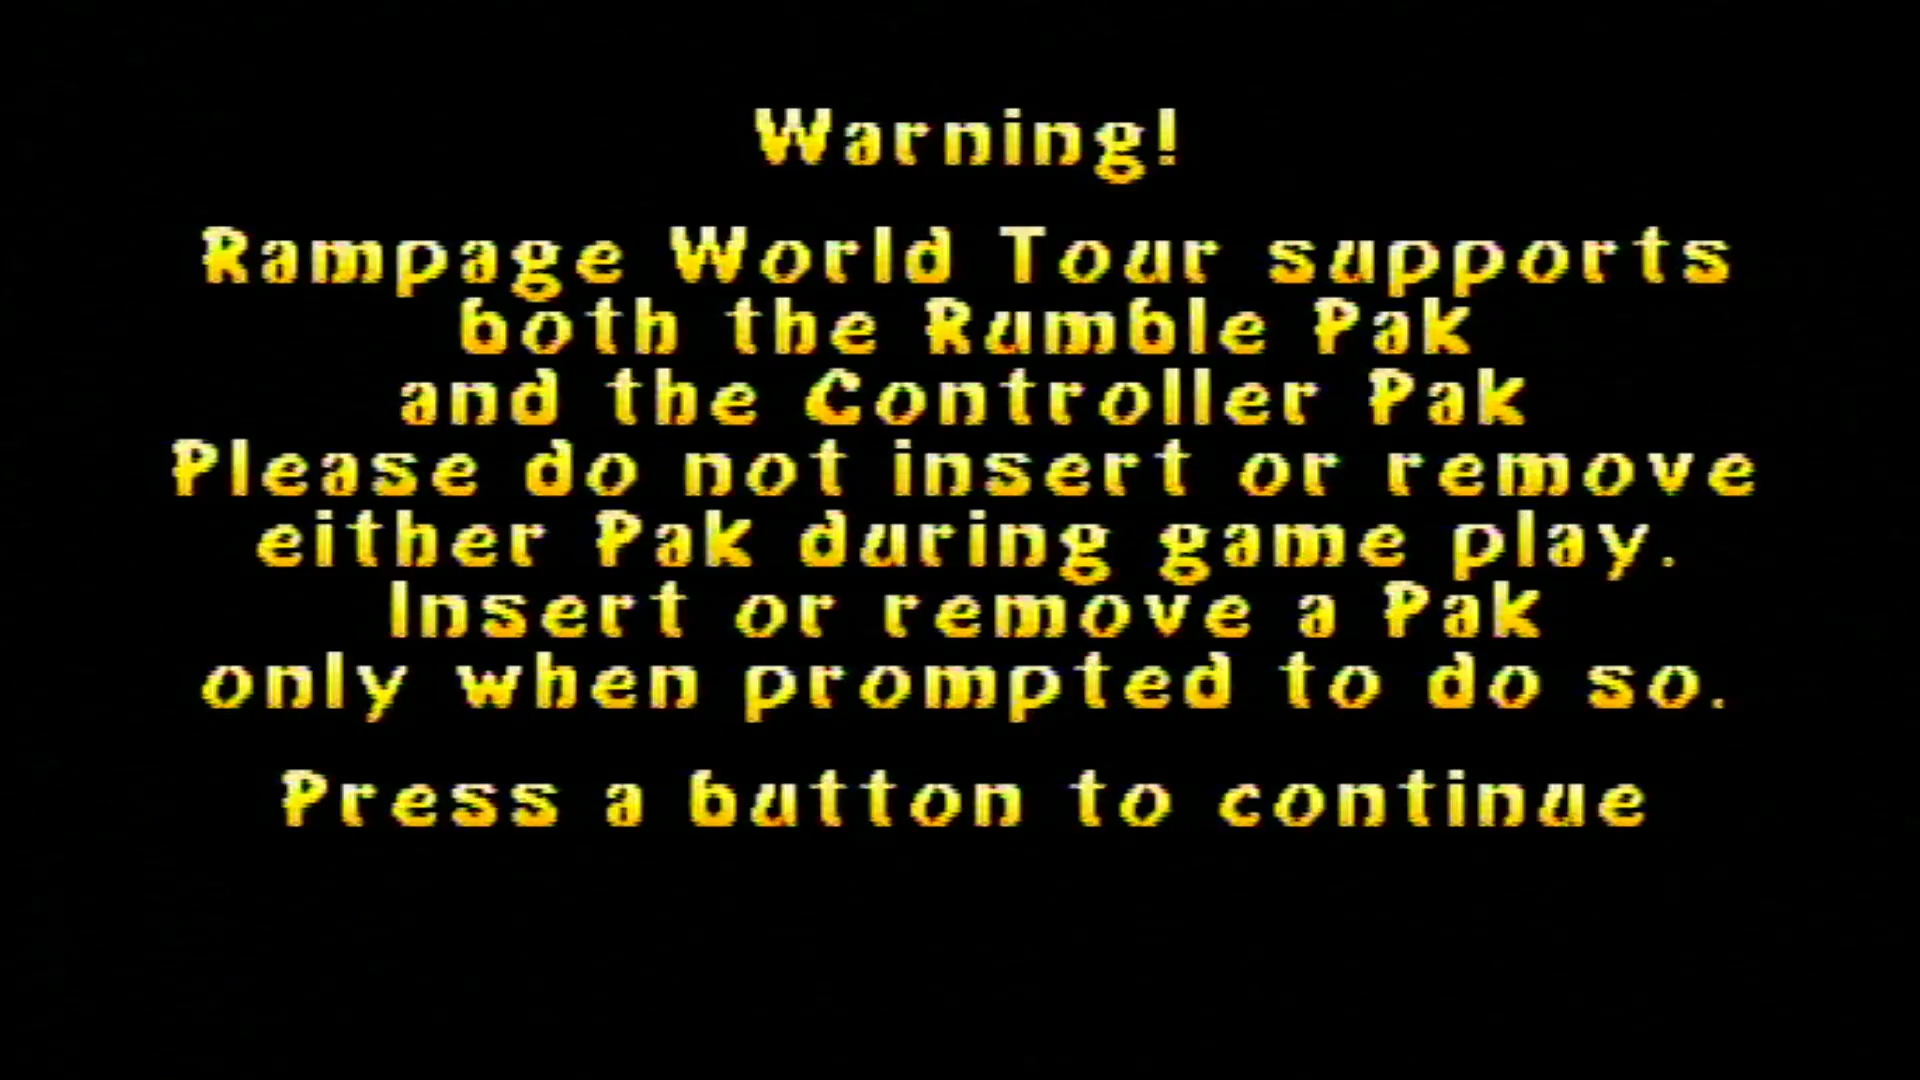 Warning!
Rampage World Tour supports
both the Rumble Pak
and the Controller Pak
Please do not insert or remove
either Pak during game play.
Insert or remove a Pak
only when prompted to do so.
Press a button to continue